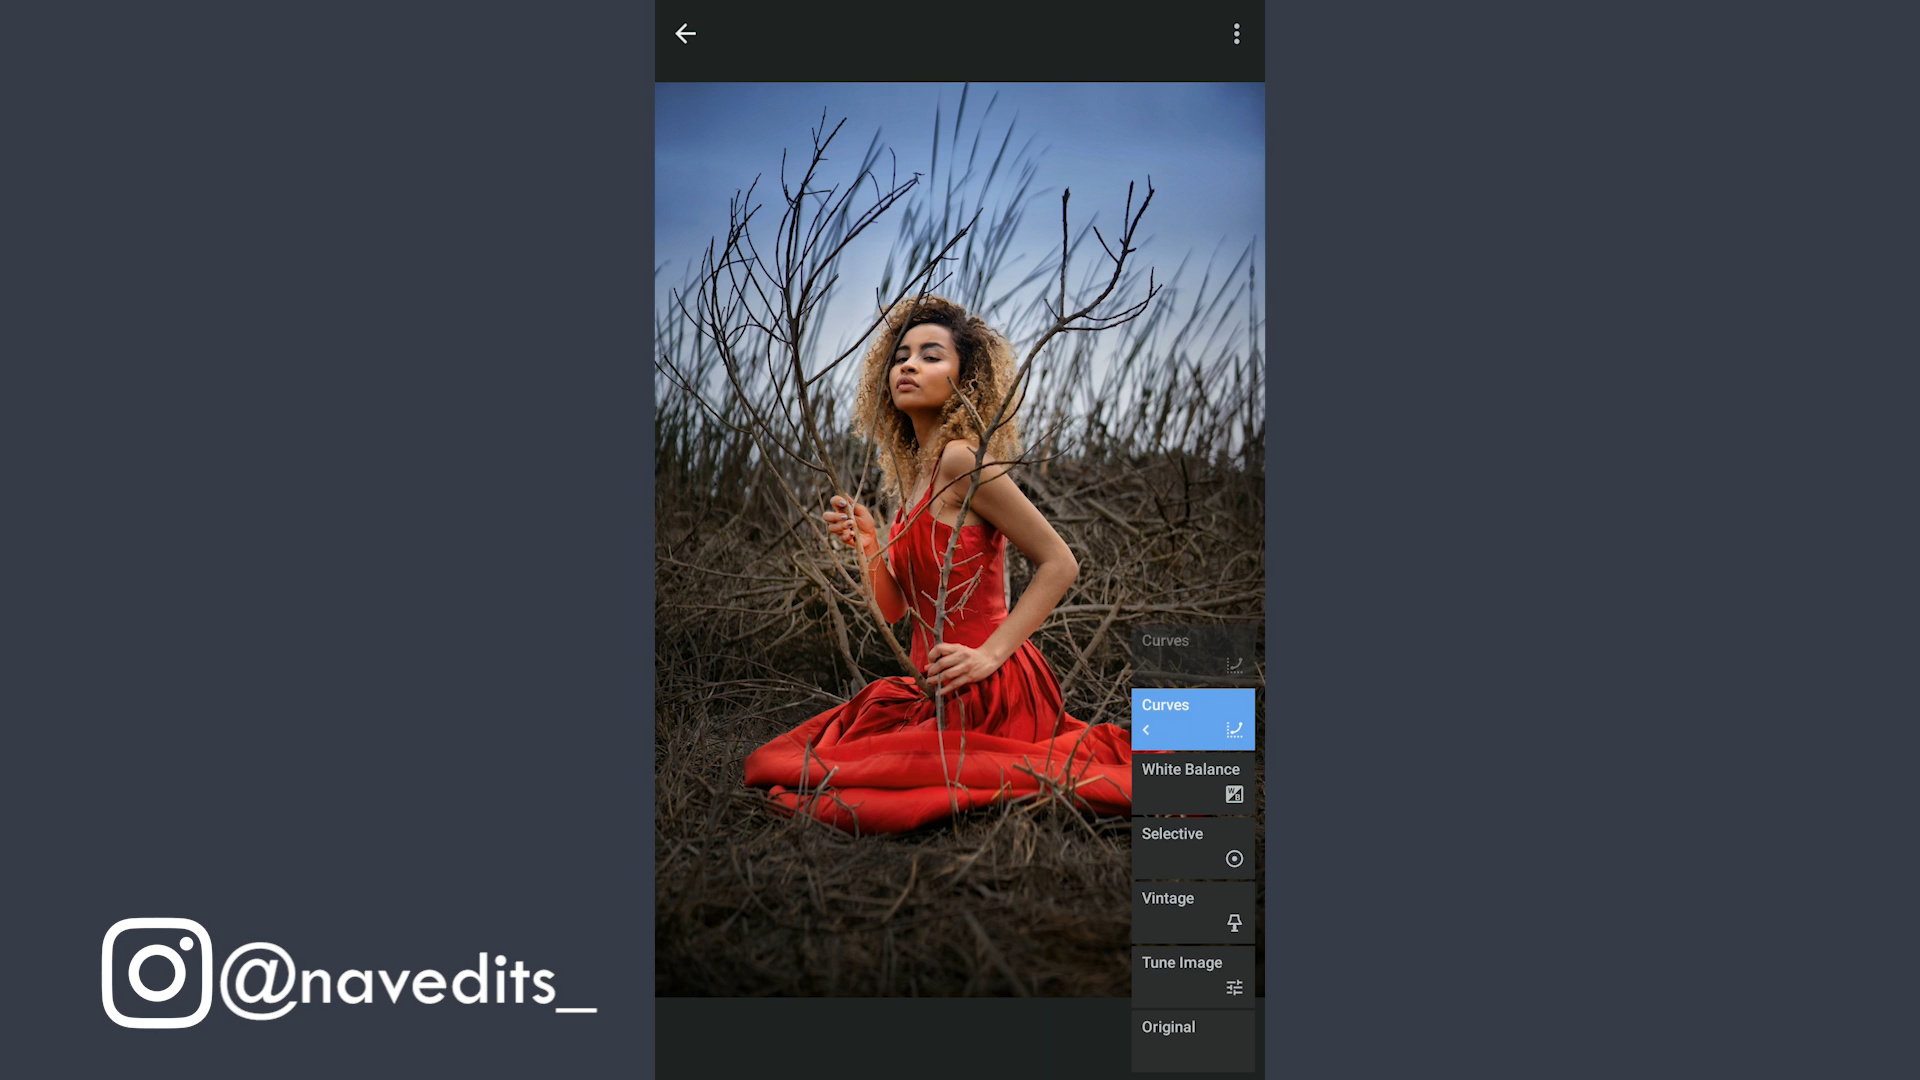 Curves
Curves
White Balance
Selective
Vintage
Tune Image
Original
@navedits_